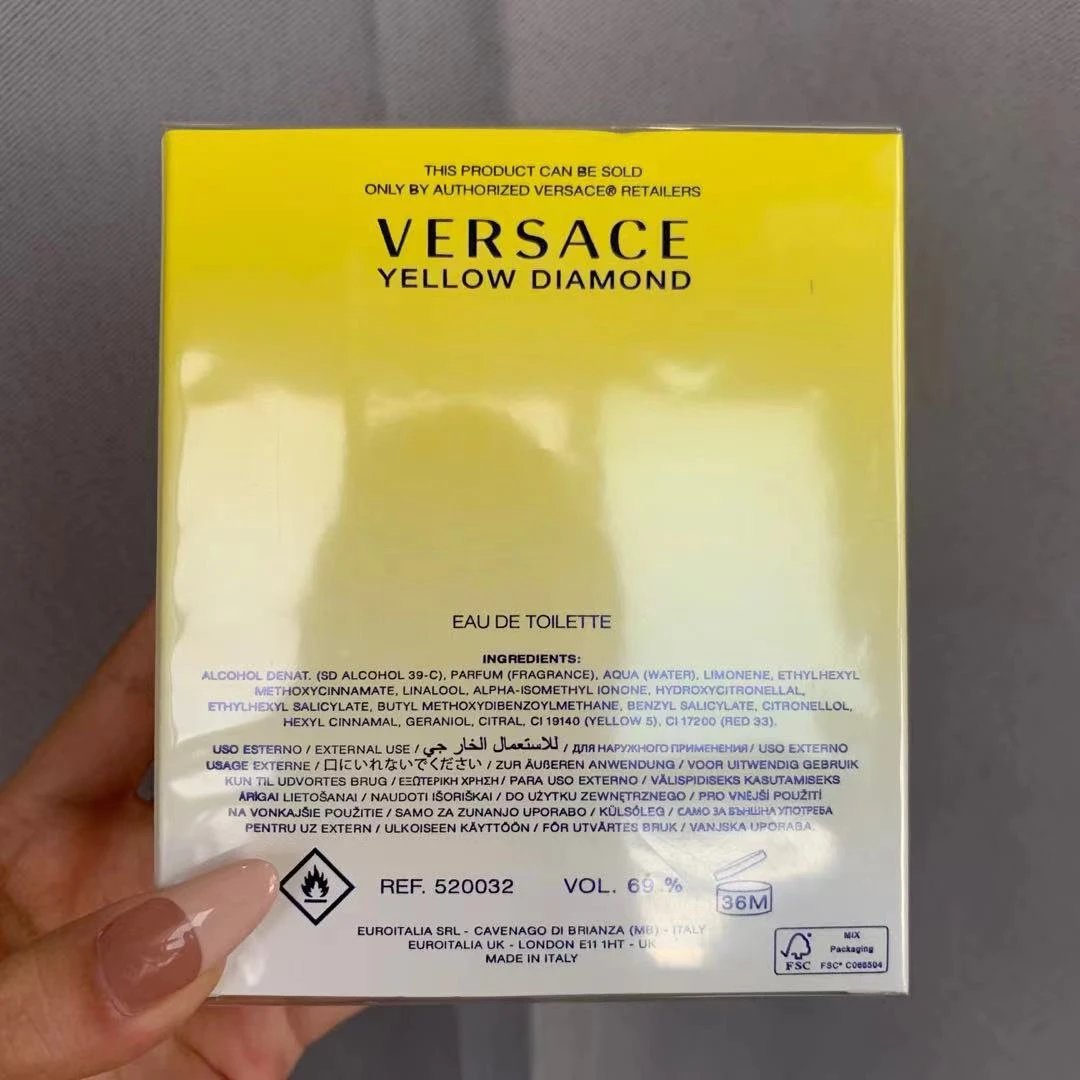 THIS PRODUCT CAN BE SOLD
ONLY BY AUTHORIZED VERSACE® RETAILERS
VERSACE
YELLOW DIAMOND
EAU DE TOILETTE
INGREDIENTS:
ALCOHOL DENAT. (SD ALCOHOL 39-C), PARFUM (FRAGRANCE), AQUA (WATER), LIMONENE, ETHYLHEXYL
METHOXYCINNAMATE, LINALOOL, ALPHA-ISOMETHYL IONONE, HYDROXYCITRONELLAL,
ETHYLHEXYL SALICYLATE, BUTYL METHOXYDIBENZOYLMETHANE, BENZYL SALICYLATE, CITRONELLOL,
HEXYL CINNAMAL, GERANIOL, CITRAL, CI 19140 (YELLOW 5), CI 17200 (RED 33).
USO ESTERNO / EXTERNAL USE / للاستعمال الخار جي / ДЛЯ НАРУЖНОГО ПРИМЕНЕНИЯ / USO EXTERNO
USAGE EXTERNE / 口にいれないでください / ZUR ÄUßEREN ANWENDUNG / VOOR UITWENDIG GEBRUIK
KUN TIL UDVORTES BRUG / ΕΞΩΤΕΡΙΚΗ ΧΡΗΣΗ / PARA USO EXTERNO / VÄLISPIDISEKS KASUTAMISEKS
ĀRĪGAI LIETOŠANAI / NAUDOTI IŠORIŠKAI / DO UŻYTKU ZEWNĘTRZNEGO / PRO VNĚJŠÍ POUŽITÍ
NA VONKAJŠIE POUŽITIE / SAMO ZA ZUNANJO UPORABO / KÜLSŐLEG / САМО ЗА ВЪНШНА УПОТРЕБА
PENTRU UZ EXTERN / ULKOISEEN KÄYTTÖÖN / FÖR UTVÄRTES BRUK / VANJSKA UPORABA.
REF. 520032 VOL. 69 %
36M
EUROITALIA SRL - CAVENAGO DI BRIANZA (MB) - ITALY
EUROITALIA UK - LONDON E11 1HT - UK
MADE IN ITALY
MIX
Packaging
FSC FSC® C066504